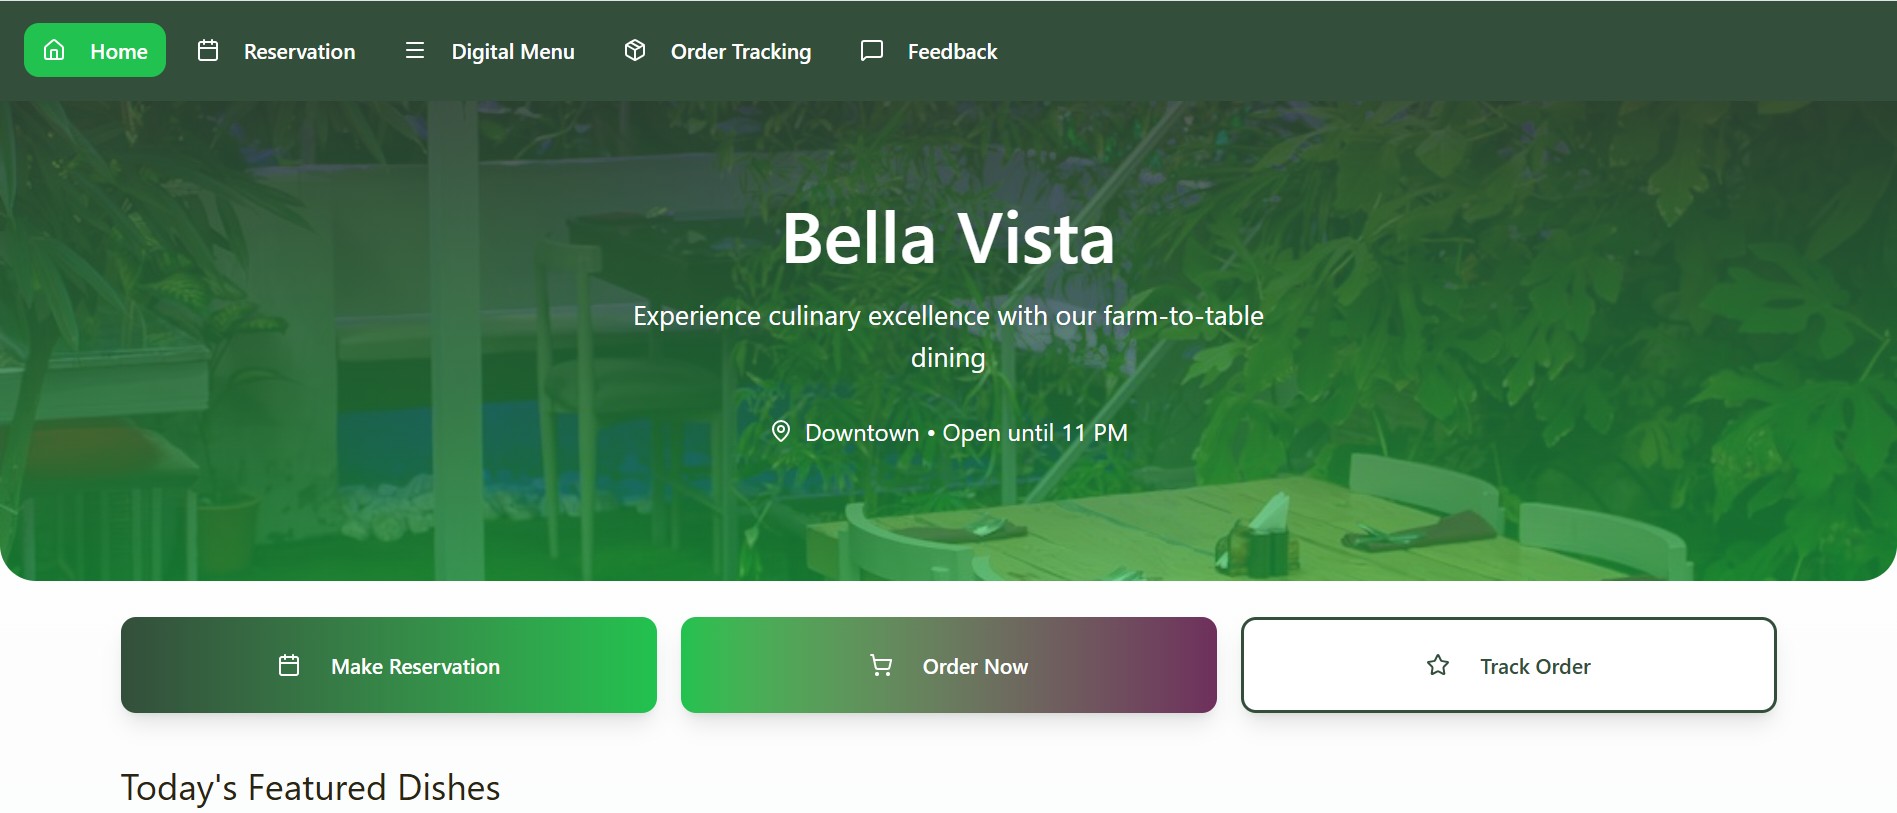 Home Reservation Digital Menu Order Tracking Feedback
Bella Vista
Experience culinary excellence with our farm-to-table
dining
Downtown • Open until 11 PM
Make Reservation Order Now Track Order
Today's Featured Dishes